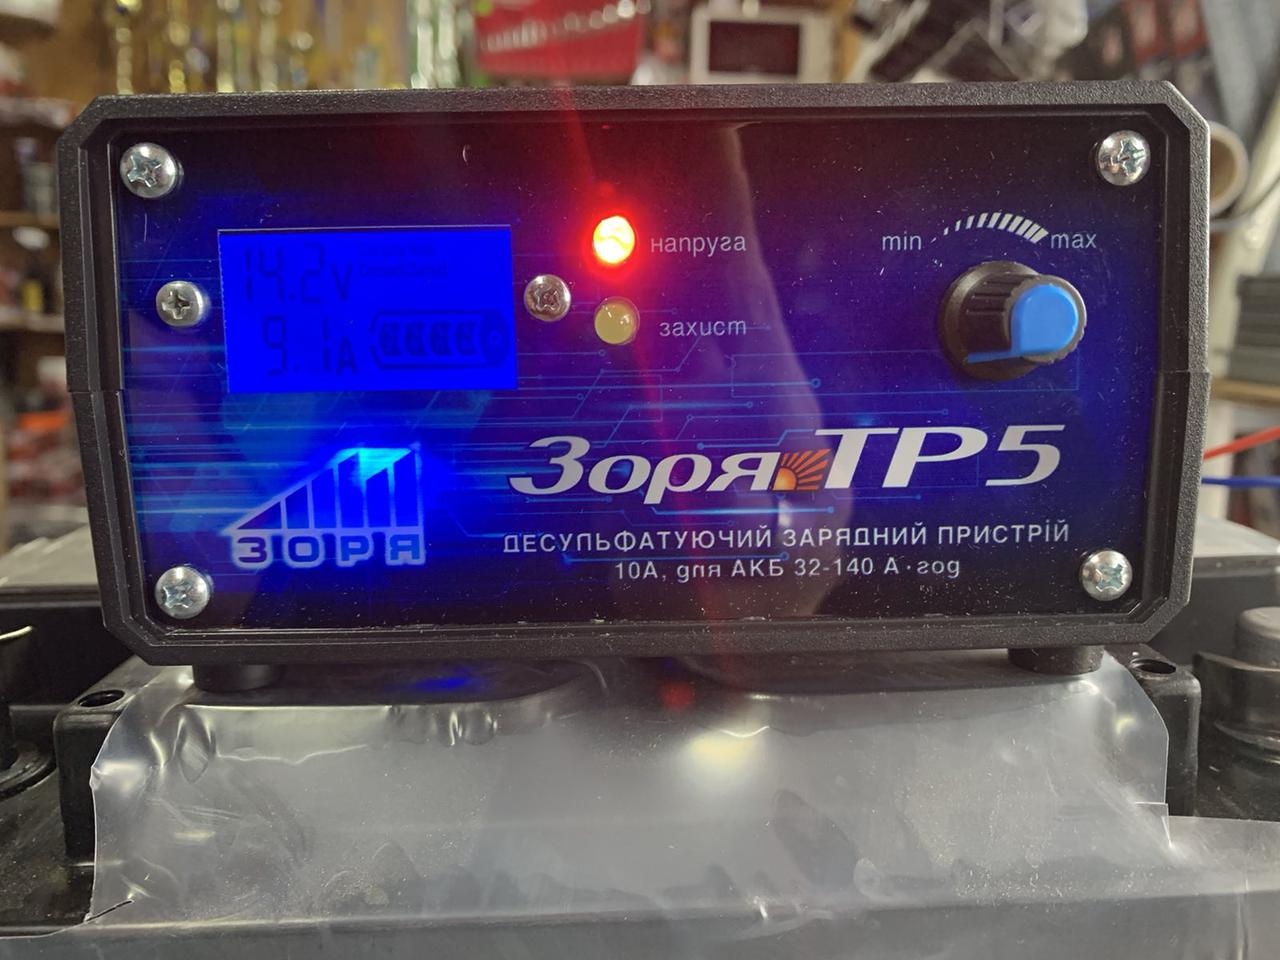 14.2V
9.1A
напруга
захист
min max
ЗОРЯ
Зоря ТР5
ДЕСУЛЬФАТУЮЧИЙ ЗАРЯДНИЙ ПРИСТРІЙ
10А, для АКБ 32-140 А·год